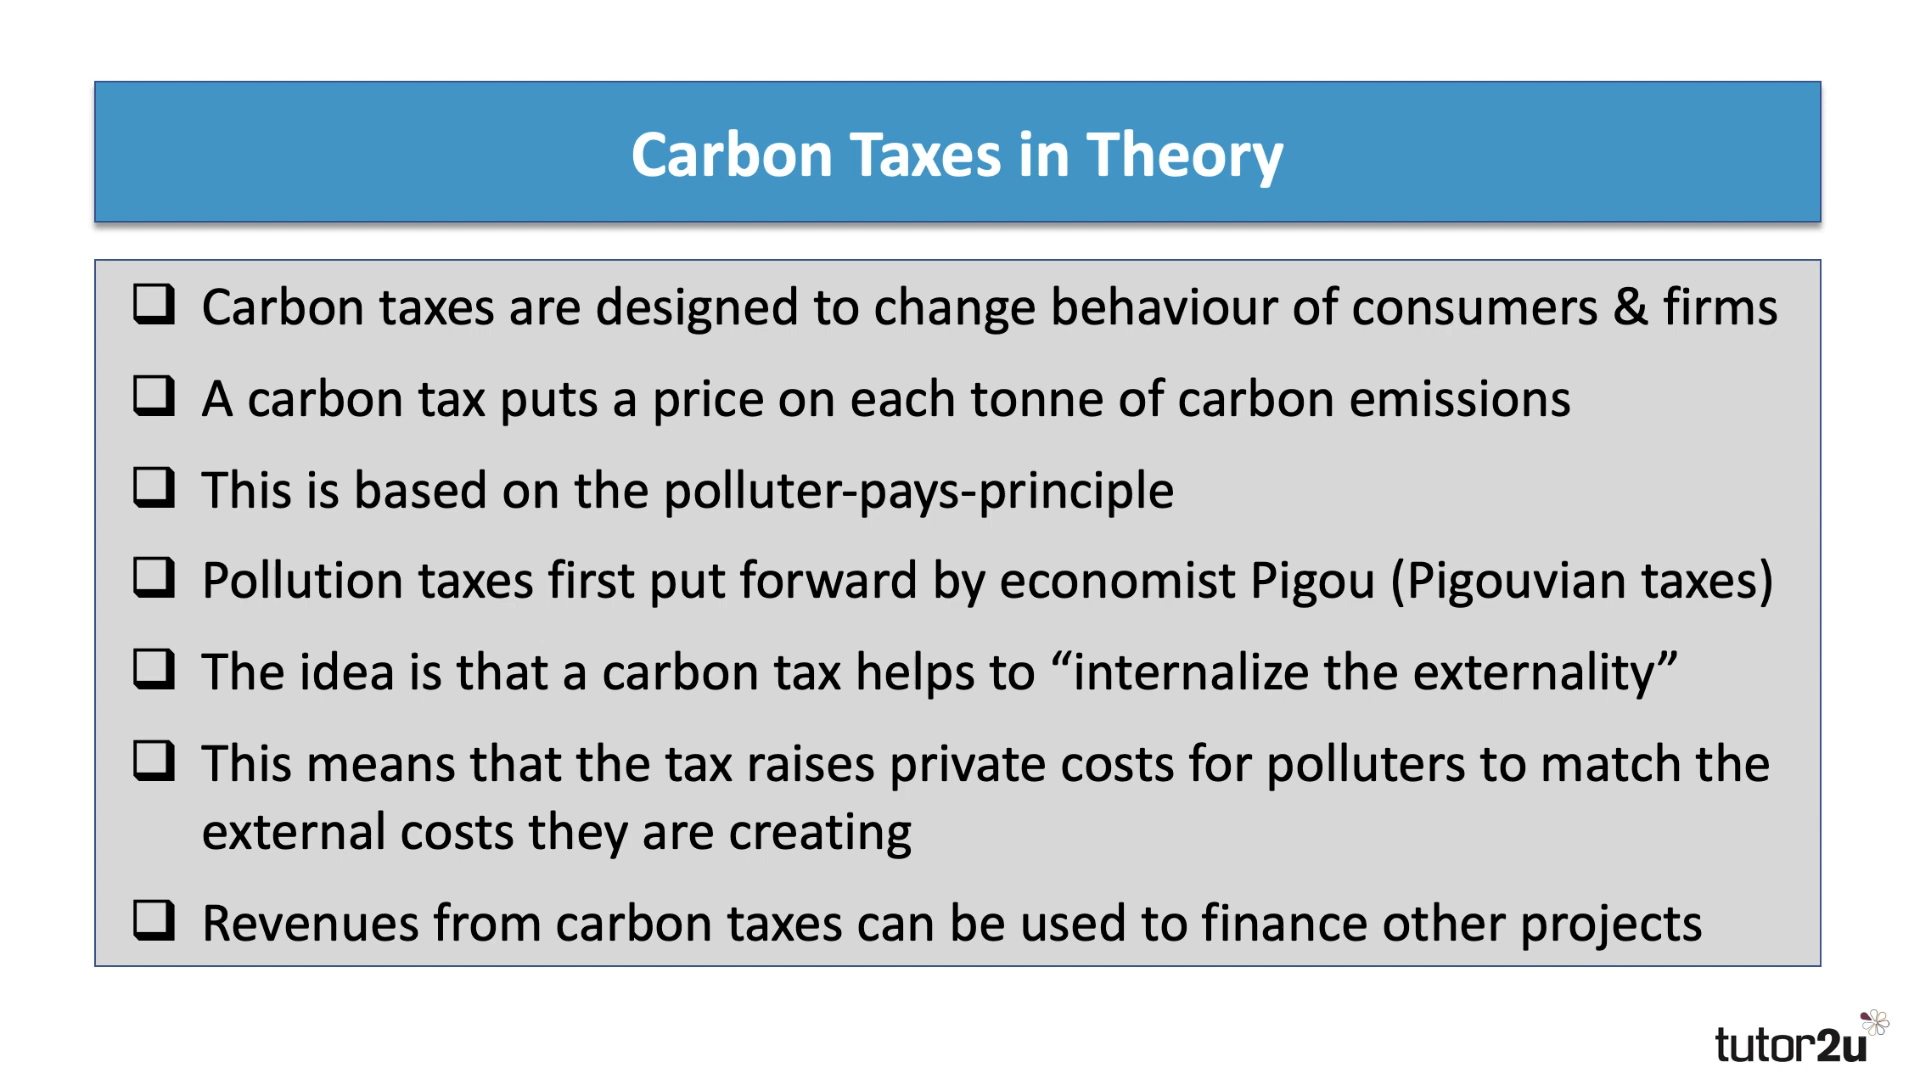 Carbon Taxes in Theory
Carbon taxes are designed to change behaviour of consumers & firms
A carbon tax puts a price on each tonne of carbon emissions
This is based on the polluter-pays-principle
Pollution taxes first put forward by economist Pigou (Pigouvian taxes)
The idea is that a carbon tax helps to “internalize the externality”
This means that the tax raises private costs for polluters to match the
external costs they are creating
Revenues from carbon taxes can be used to finance other projects
tutor2u